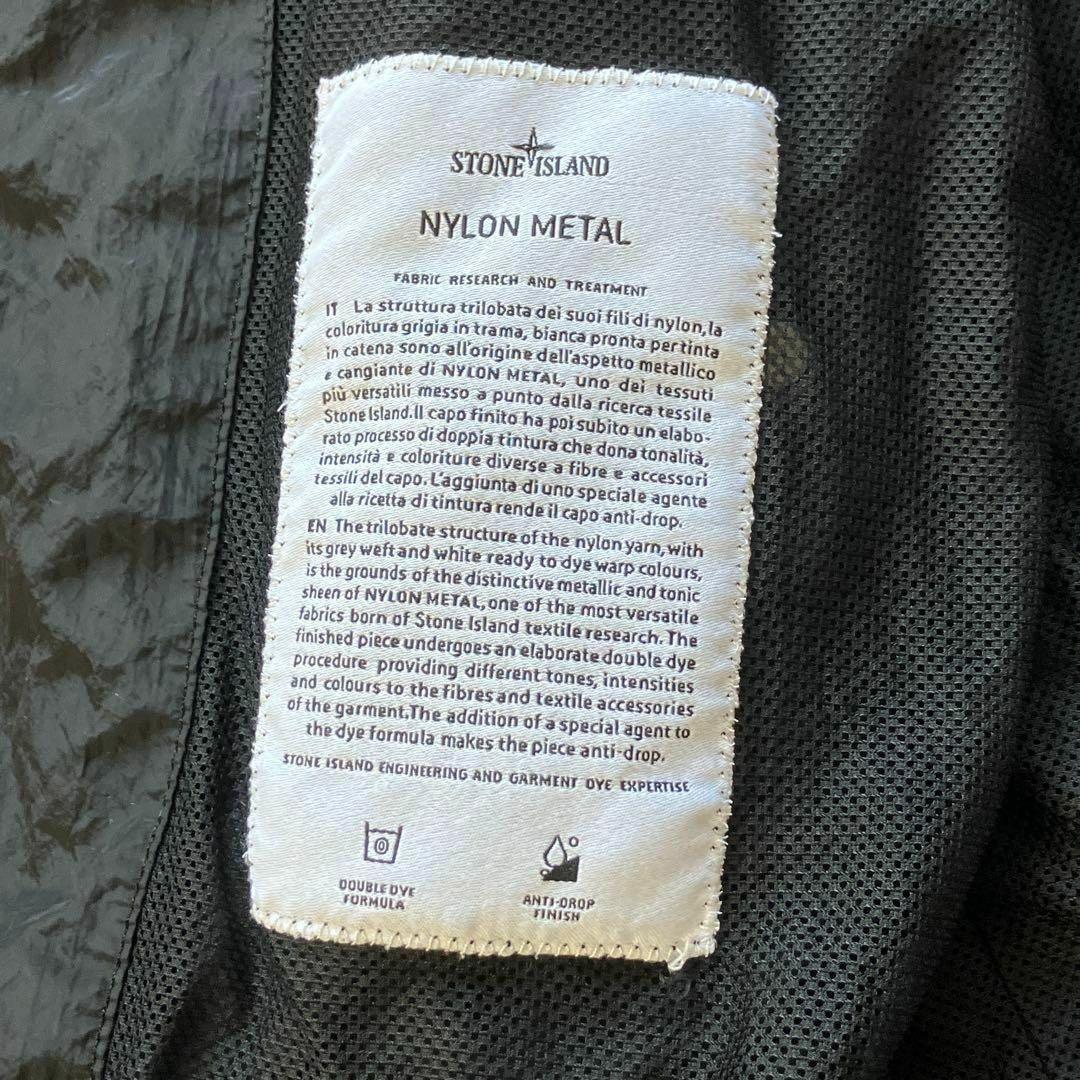 STONE ISLAND
NYLON METAL
FABRIC RESEARCH AND TREATMENT
IT La struttura trilobata dei suoi fili di nylon, la
coloritura grigia in trama, bianca pronta per tinta
in catena sono all'origine dell'aspetto metallico
e cangiante di NYLON METAL, uno dei tessuti
più versatili messo a punto dalla ricerca tessile
Stone Island. Il capo finito ha poi subito un elabo-
rato processo di doppia tintura che dona tonalità,
intensità e coloriture diverse a fibre e accessori
tessili del capo. L'aggiunta di uno speciale agente
alla ricetta di tintura rende il capo anti-drop.
EN The trilobate structure of the nylon yarn, with
its grey weft and white ready to dye warp colours,
is the grounds of the distinctive metallic and tonic
sheen of NYLON METAL, one of the most versatile
fabrics born of Stone Island textile research. The
finished piece undergoes an elaborate double dye
procedure providing different tones, intensities
and colours to the fibres and textile accessories
of the garment. The addition of a special agent to
the dye formula makes the piece anti-drop.
STONE ISLAND ENGINEERING AND GARMENT DYE EXPERTISE
DOUBLE DYE
FORMULA
ANTI-DROP
FINISH